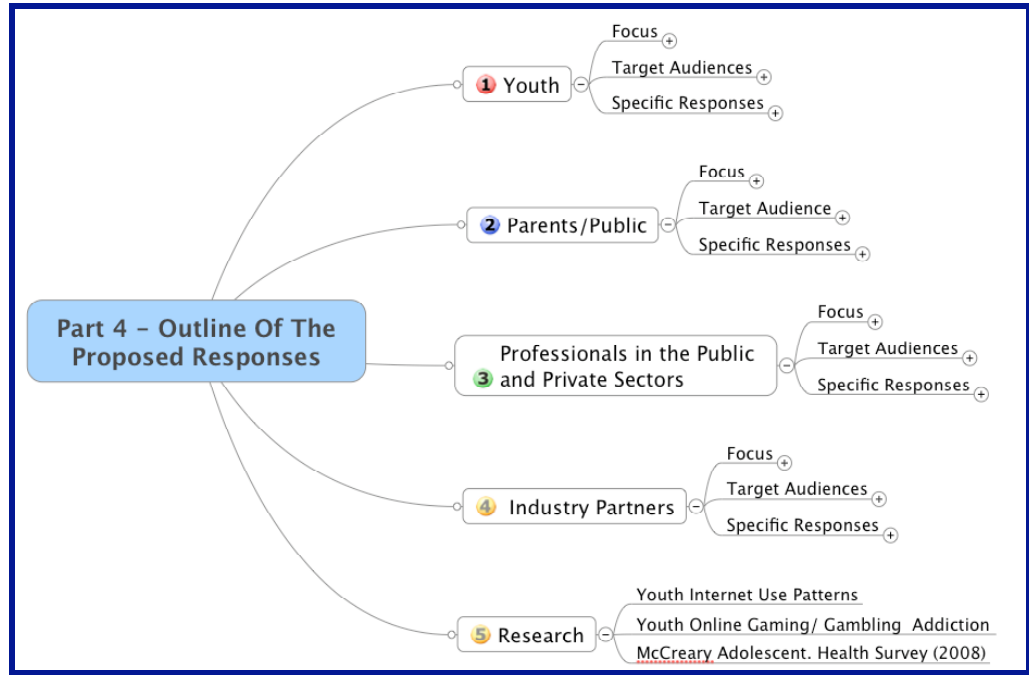 Part 4 – Outline Of The
Proposed Responses
1 Youth
Focus
Target Audiences
Specific Responses
2 Parents/Public
Focus
Target Audience
Specific Responses
Professionals in the Public
3 and Private Sectors
Focus
Target Audiences
Specific Responses
4 Industry Partners
Focus
Target Audiences
Specific Responses
5 Research
Youth Internet Use Patterns
Youth Online Gaming/ Gambling Addiction
McCreary Adolescent. Health Survey (2008)